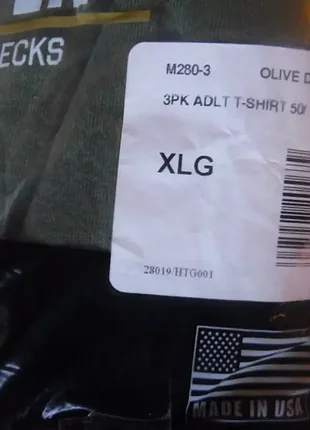 ECKS
M280-3 OLIVE D
3PK ADLT T-SHIRT 50/
XLG
28019/HTG001
MADE IN USA